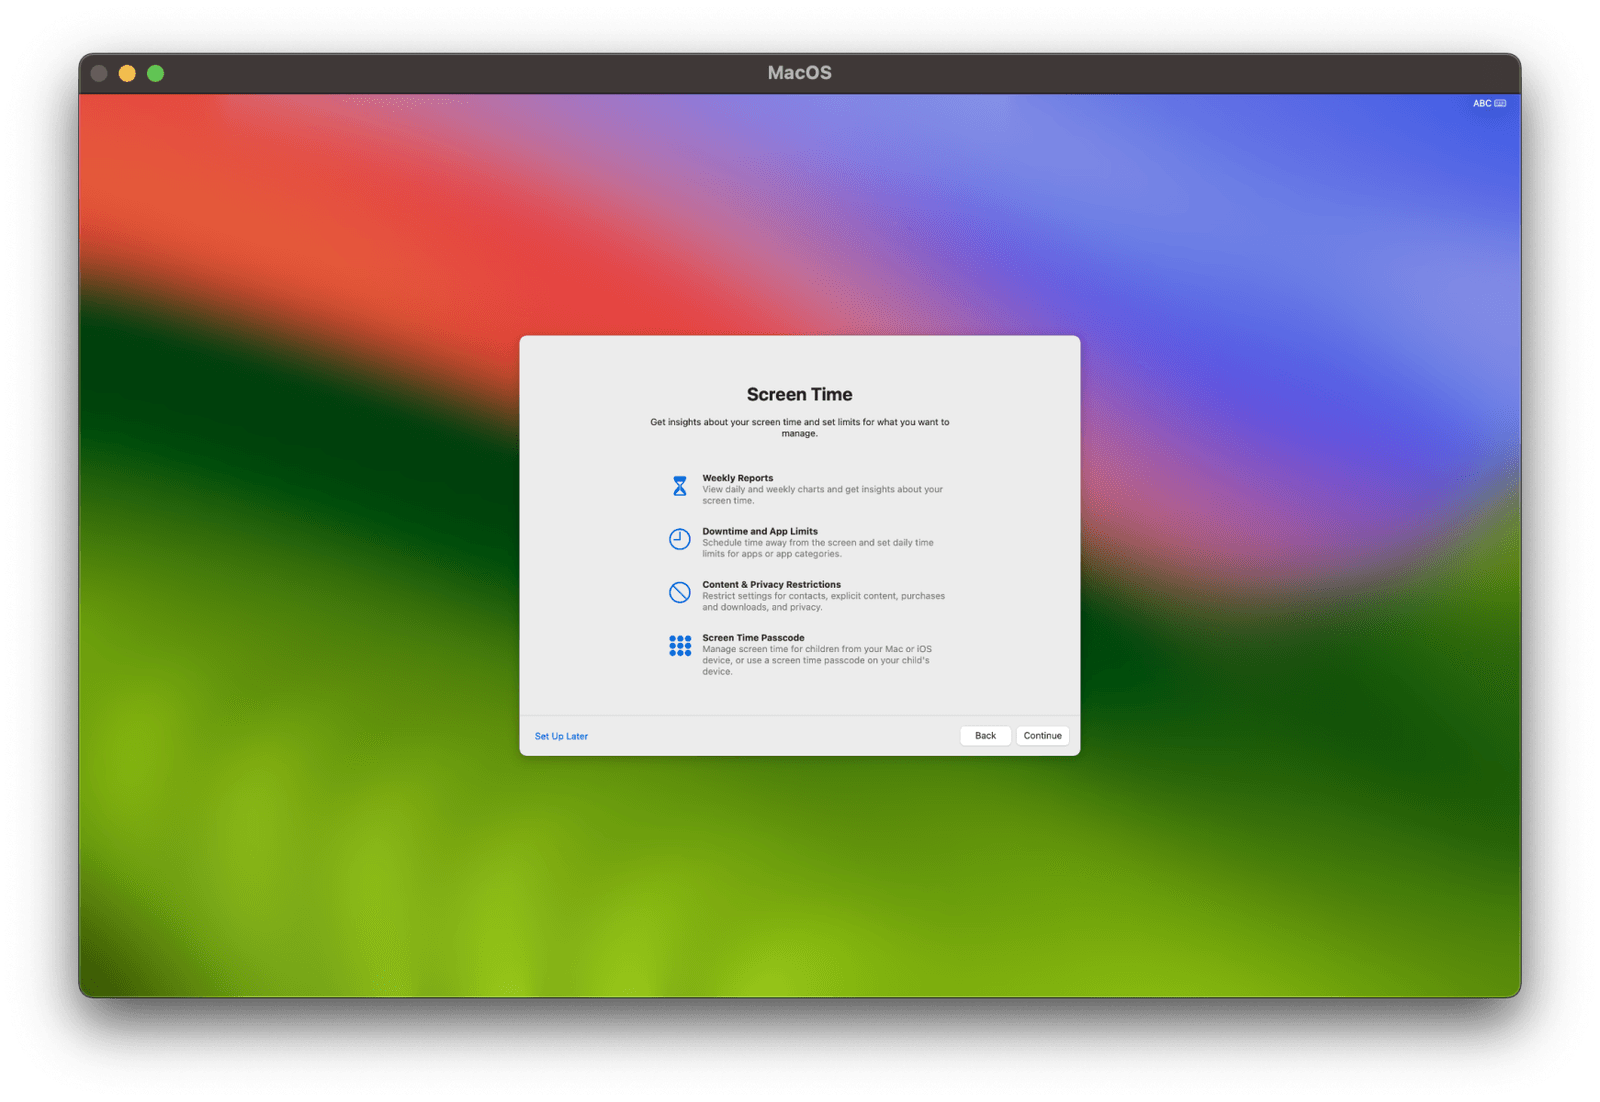 MacOS
ABC
Screen Time
Get insights about your screen time and set limits for what you want to
manage.
Weekly Reports
View daily and weekly charts and get insights about your
screen time.
Downtime and App Limits
Schedule time away from the screen and set daily time
limits for apps or app categories.
Content & Privacy Restrictions
Restrict settings for contacts, explicit content, purchases
and downloads, and privacy.
Screen Time Passcode
Manage screen time for children from your Mac or iOS
device, or use a screen time passcode on your child's
device.
Set Up Later
Back
Continue